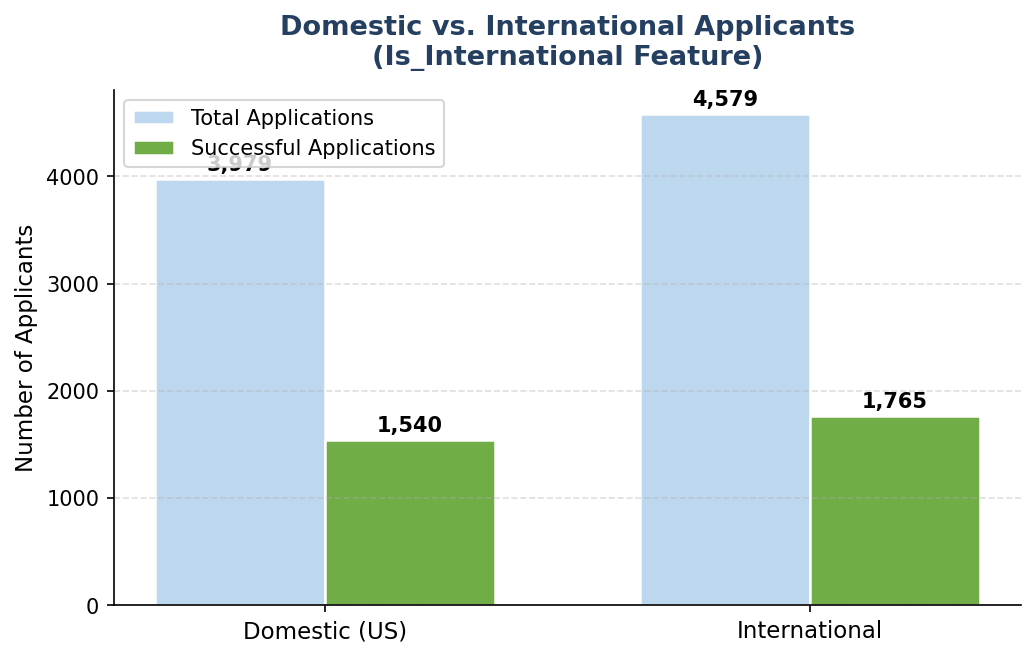 Domestic vs. International Applicants
(Is_International Feature)
Total Applications
Successful Applications
Number of Applicants
4000
3000
2000
1000
0
3,979
1,540
4,579
1,765
Domestic (US)
International